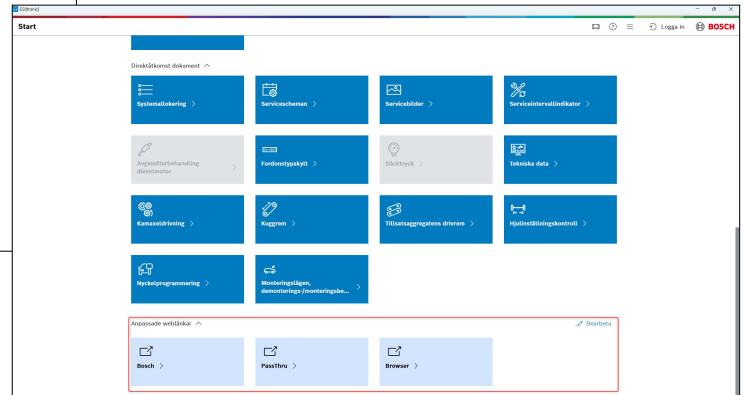 ESI[tronic]
Start
Logga in
BOSCH
Direktåtkomst dokument
Systemallokering
Servicescheman
Servicebilder
Serviceintervallindikator
Avgasefterbehandling
dieselmotor
Fordonstypskylt
Däcktryck
Tekniska data
Kamaxeldrivning
Kuggrem
Tillsatsaggregatens drivrem
Hjulinställningskontroll
Nyckelprogrammering
Monteringslägen,
demonterings-/monteringsbe...
Anpassade weblänkar
Bearbeta
Bosch
PassThru
Browser